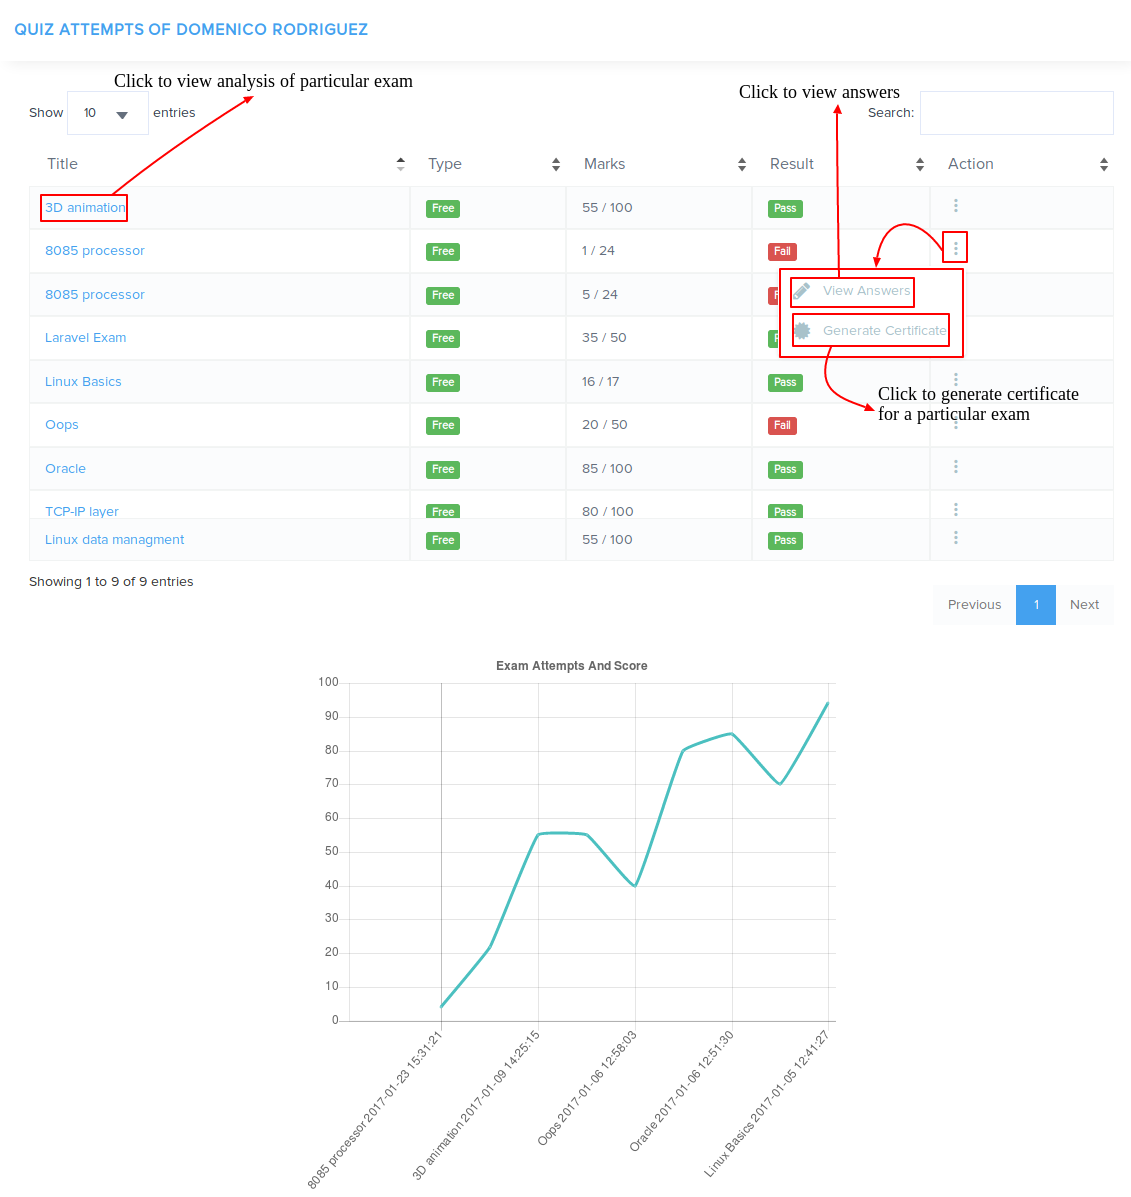 QUIZ ATTEMPTS OF DOMENICO RODRIGUEZ
Click to view analysis of particular exam
Click to view answers
Show 10 entries
Search:
Title Type Marks Result Action
3D animation Free 55 / 100 Pass
8085 processor Free 1 / 24 Fail
8085 processor Free 5 / 24
View Answers
Generate Certificate
Laravel Exam Free 35 / 50
Linux Basics Free 16 / 17 Pass
Click to generate certificate
for a particular exam
Oops Free 20 / 50 Fail
Oracle Free 85 / 100 Pass
TCP-IP layer Free 80 / 100 Pass
Linux data managment Free 55 / 100 Pass
Showing 1 to 9 of 9 entries
Previous 1 Next
Exam Attempts And Score
100
90
80
70
60
50
40
30
20
10
0
8085 processor 2017-01-23 15:31:21
3D animation 2017-01-09 14:25:15
Oops 2017-01-06 12:58:03
Oracle 2017-01-06 12:51:30
Linux Basics 2017-01-05 12:41:27